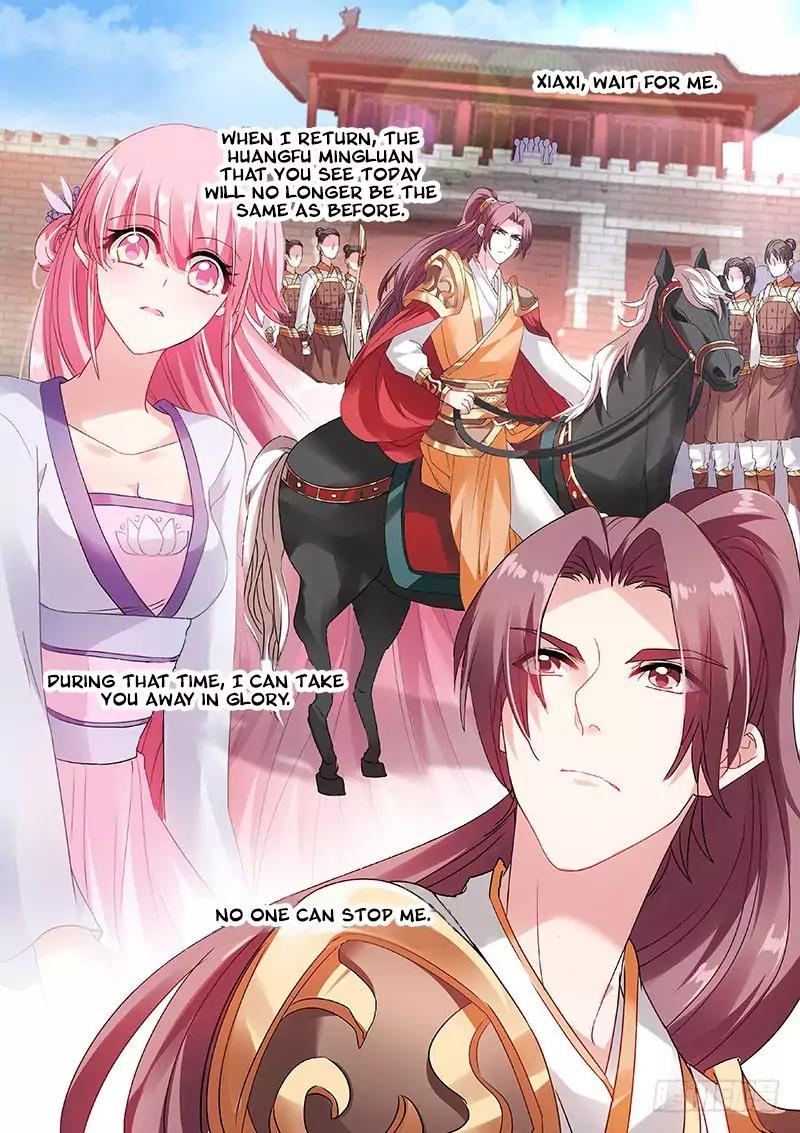 XIAXI, WAIT FOR ME.
WHEN I RETURN, THE
HUANGFU MINGLUAN
THAT YOU SEE TODAY
WILL NO LONGER BE THE
SAME AS BEFORE.
DURING THAT TIME, I CAN TAKE
YOU AWAY IN GLORY.
NO ONE CAN STOP ME.